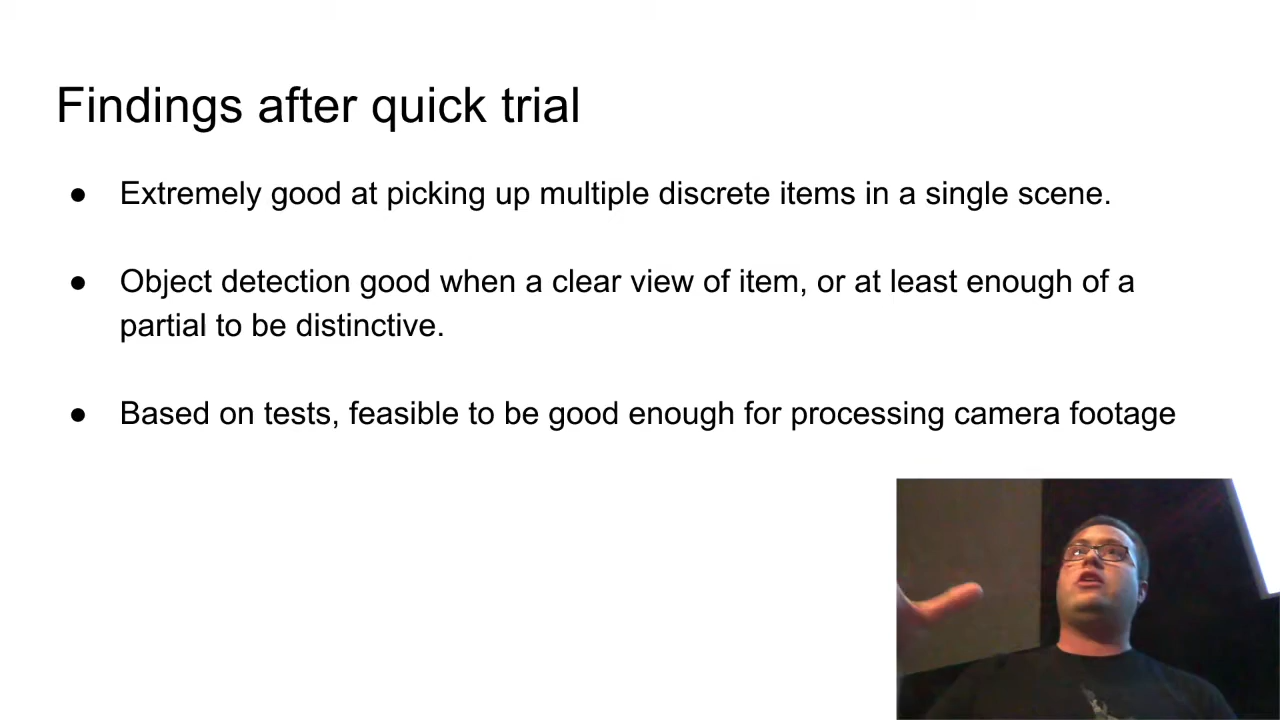 Findings after quick trial
● Extremely good at picking up multiple discrete items in a single scene.
● Object detection good when a clear view of item, or at least enough of a
partial to be distinctive.
● Based on tests, feasible to be good enough for processing camera footage